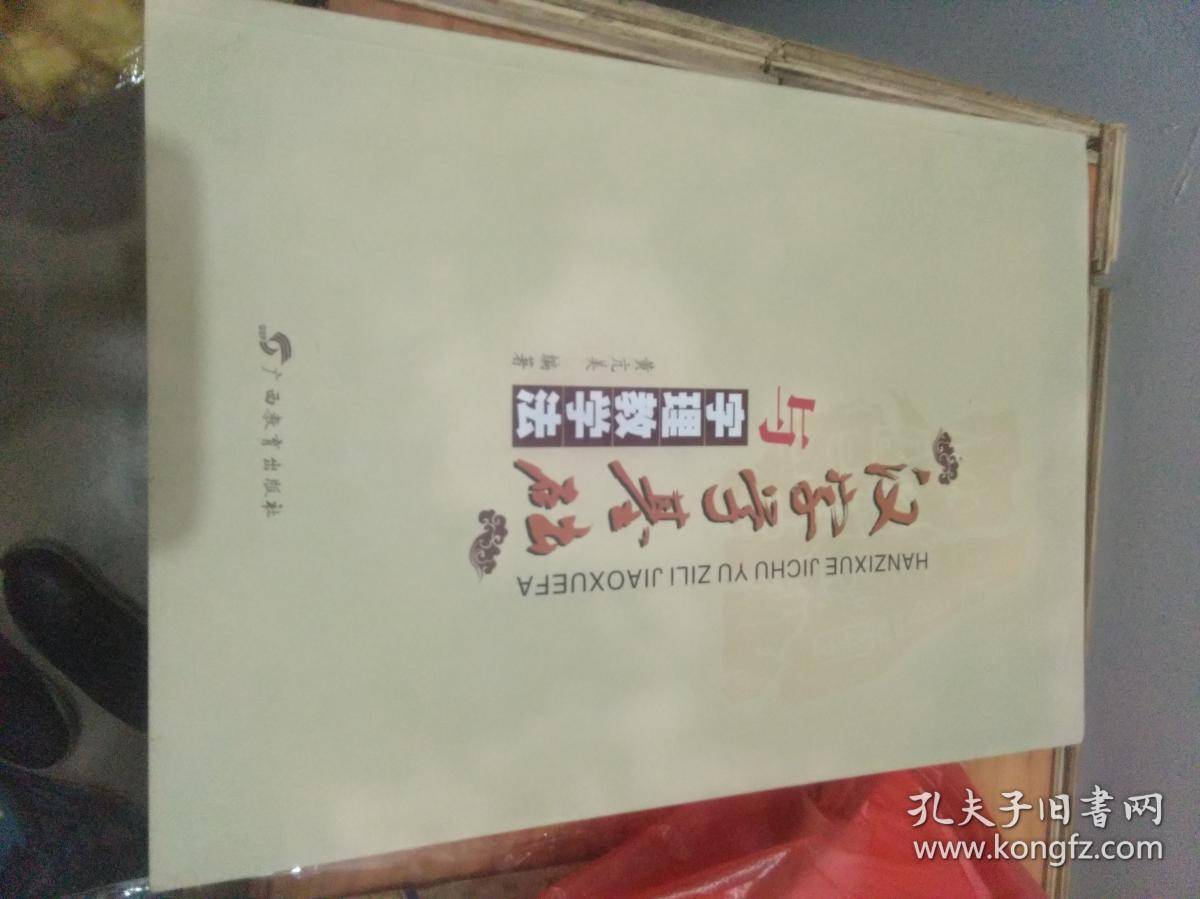 汉字学基础
与
字理教学法
HANZIXUE JICHU YU ZILI JIAOXUEFA
黄亢美 编著
广西教育出版社
孔夫子旧书网
www.kongfz.com